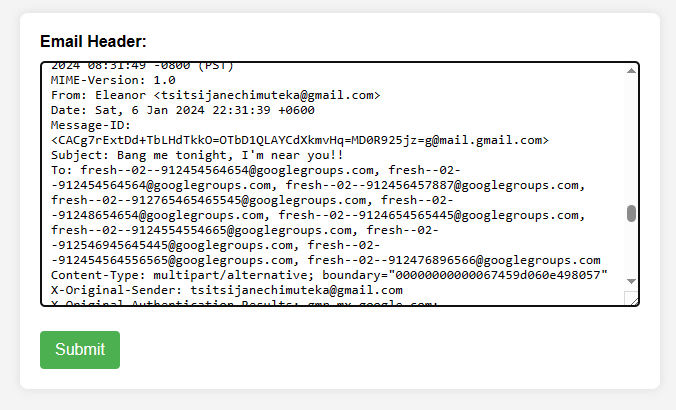 Email Header:
2024 08:31:49 -0800 (PST)
MIME-Version: 1.0
From: Eleanor <tsitsijanechimuteka@gmail.com>
Date: Sat, 6 Jan 2024 22:31:39 +0600
Message-ID:
<CACg7rExtDd+TbLHdTkkO=OTbD1QLAYCdXkmvHq=MD0R925jz=g@mail.gmail.com>
Subject: Bang me tonight, I'm near you!!
To: fresh--02--912454564654@googlegroups.com, fresh--02-
-912454564564@googlegroups.com, fresh--02--912456457887@googlegroups.com,
fresh--02--912765465465545@googlegroups.com, fresh--02-
-91248654654@googlegroups.com, fresh--02--9124654565445@googlegroups.com,
fresh--02--9124554554665@googlegroups.com, fresh--02-
-912546945645445@googlegroups.com, fresh--02-
-912454564556565@googlegroups.com, fresh--02--912476896566@googlegroups.com
Content-Type: multipart/alternative; boundary="00000000000067459d060e498057"
X-Original-Sender: tsitsijanechimuteka@gmail.com
X-Original-Authentication-Results: gmr-mx.google.com;
Submit